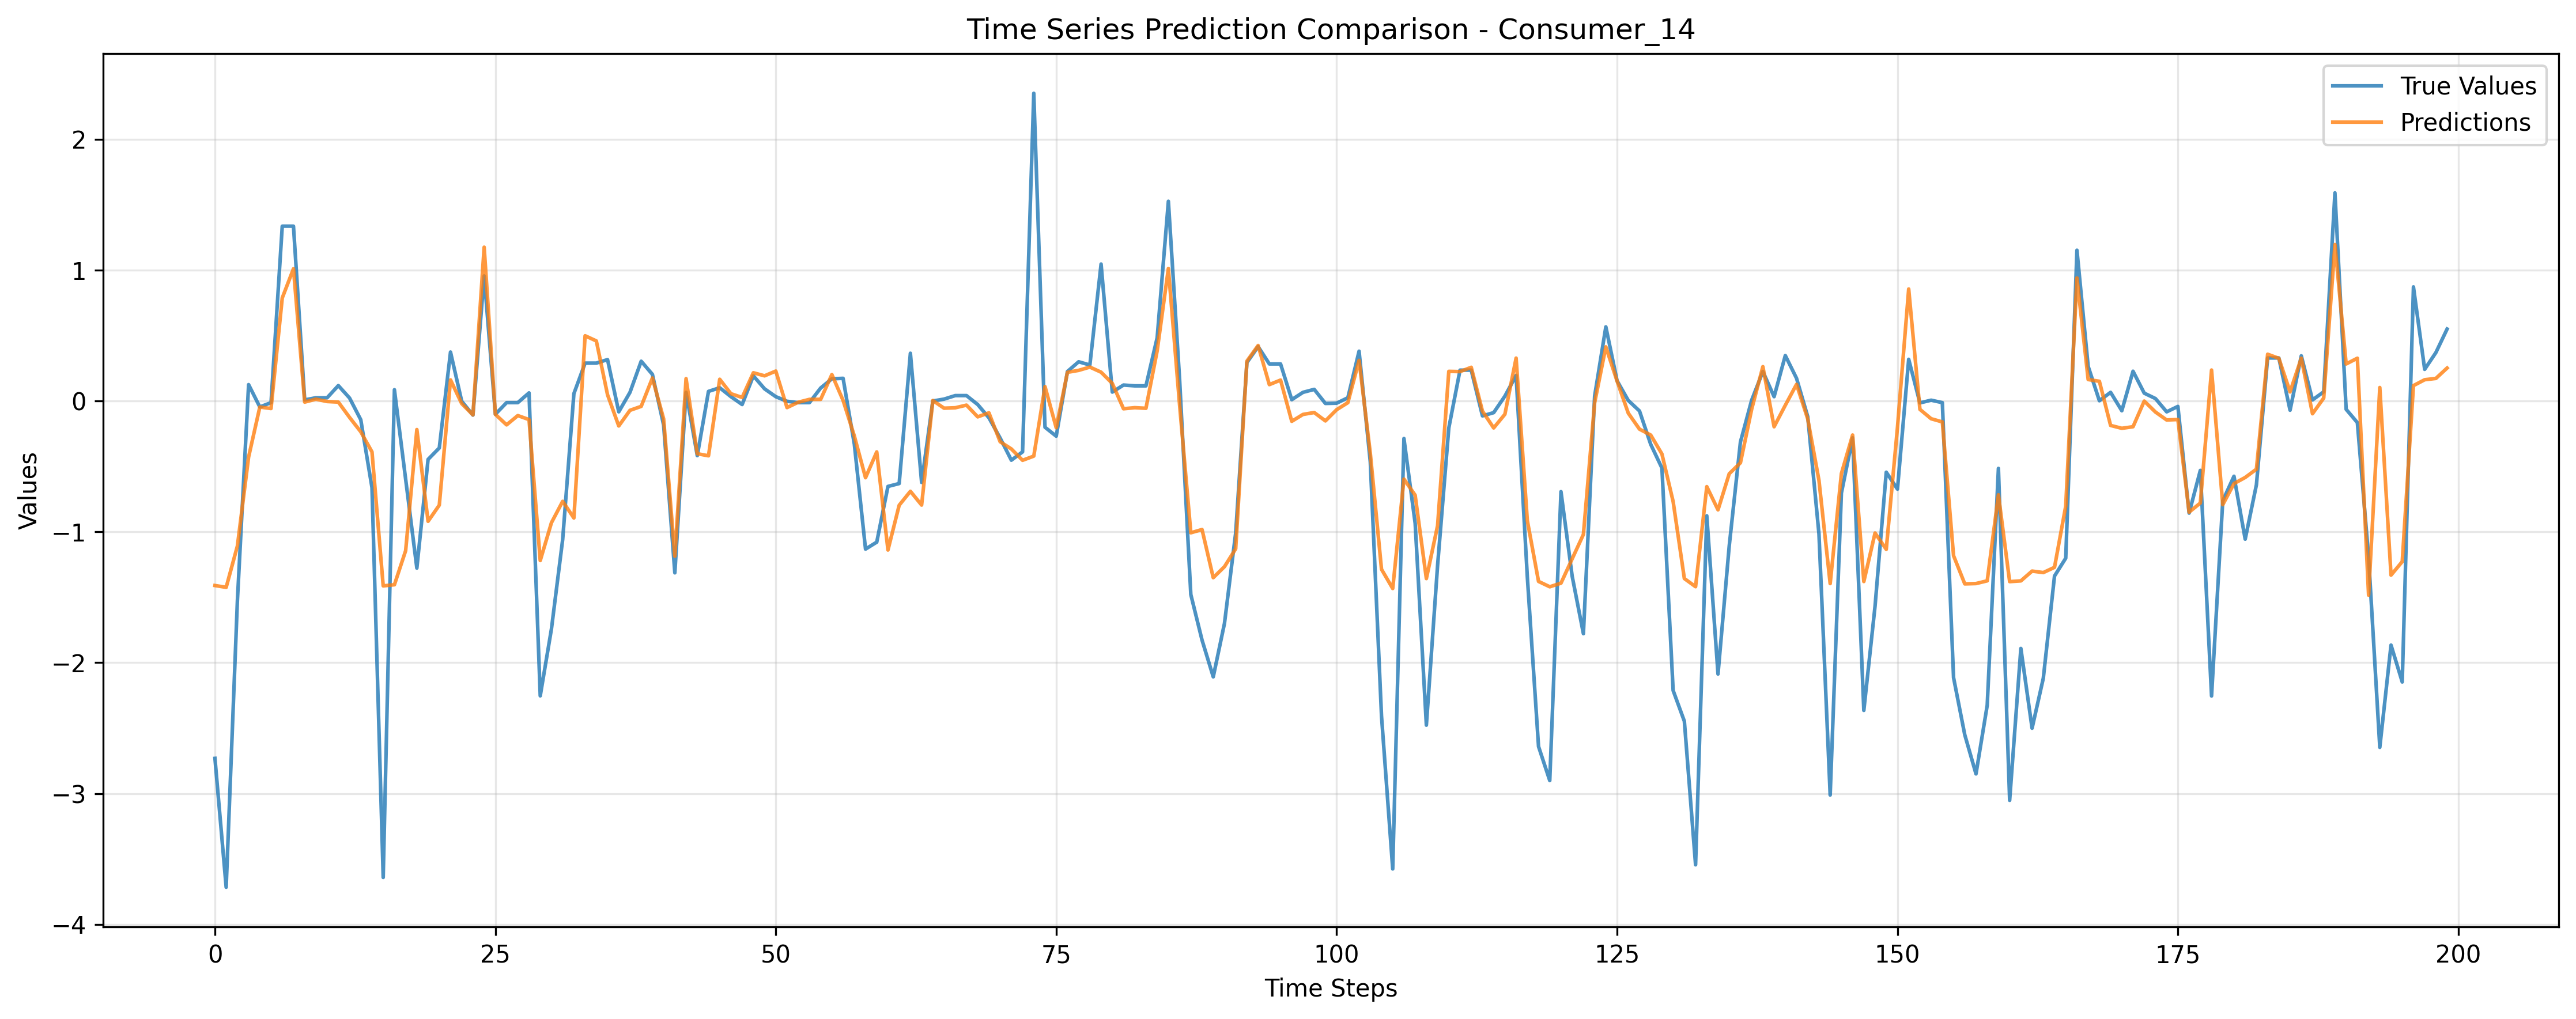 Time Series Prediction Comparison - Consumer_14
True Values
Predictions
2
1
0
−1
−2
−3
−4
Values
0 25 50 75 100 125 150 175 200
Time Steps